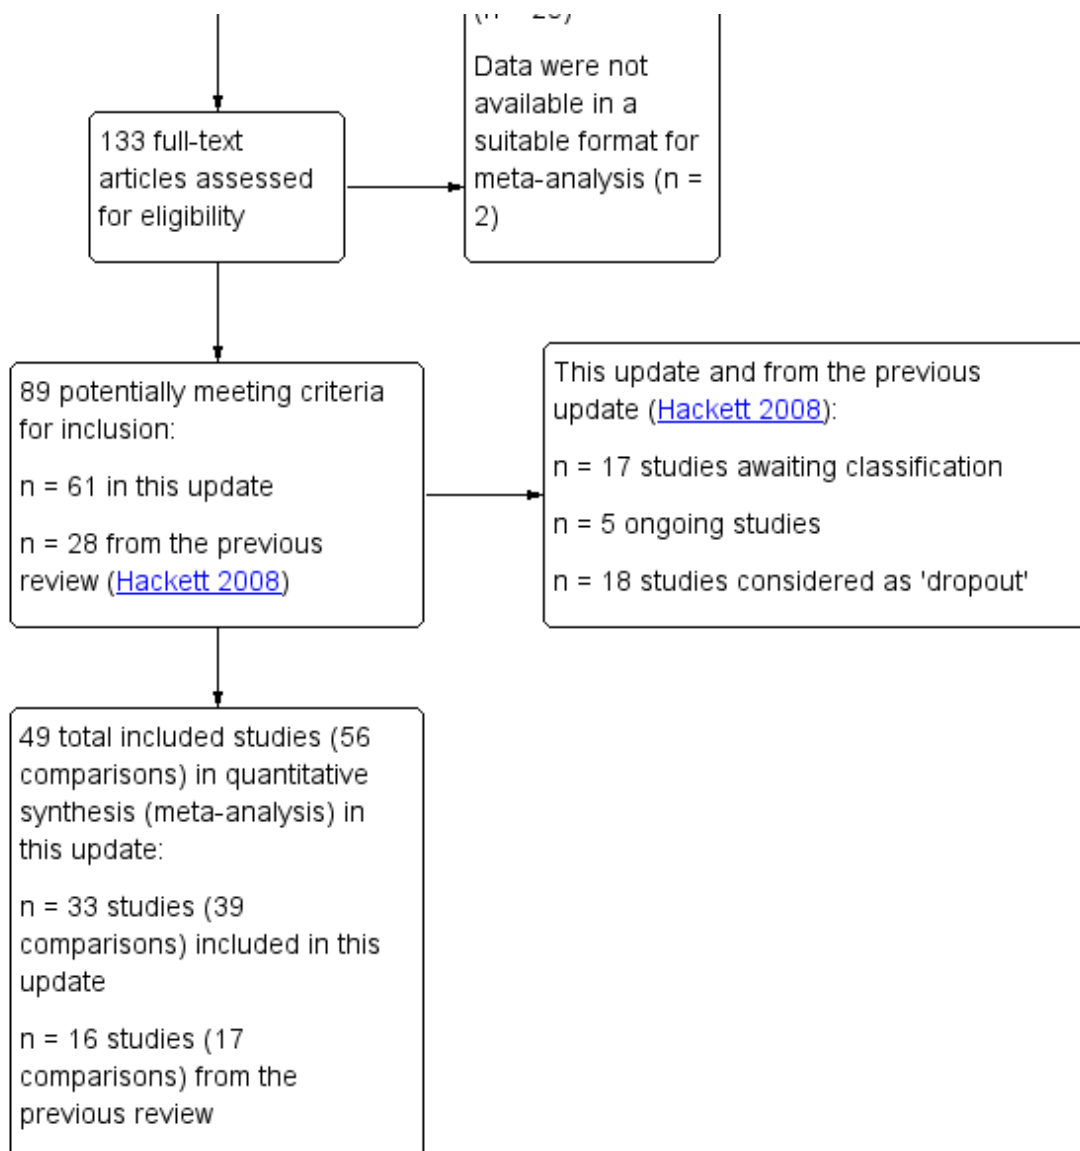 Data were not
available in a
suitable format for
meta-analysis (n =
2)
133 full-text
articles assessed
for eligibility
89 potentially meeting criteria
for inclusion:
n = 61 in this update
n = 28 from the previous
review (Hackett 2008)
This update and from the previous
update (Hackett 2008):
n = 17 studies awaiting classification
n = 5 ongoing studies
n = 18 studies considered as 'dropout'
49 total included studies (56
comparisons) in quantitative
synthesis (meta-analysis) in
this update:
n = 33 studies (39
comparisons) included in this
update
n = 16 studies (17
comparisons) from the
previous review